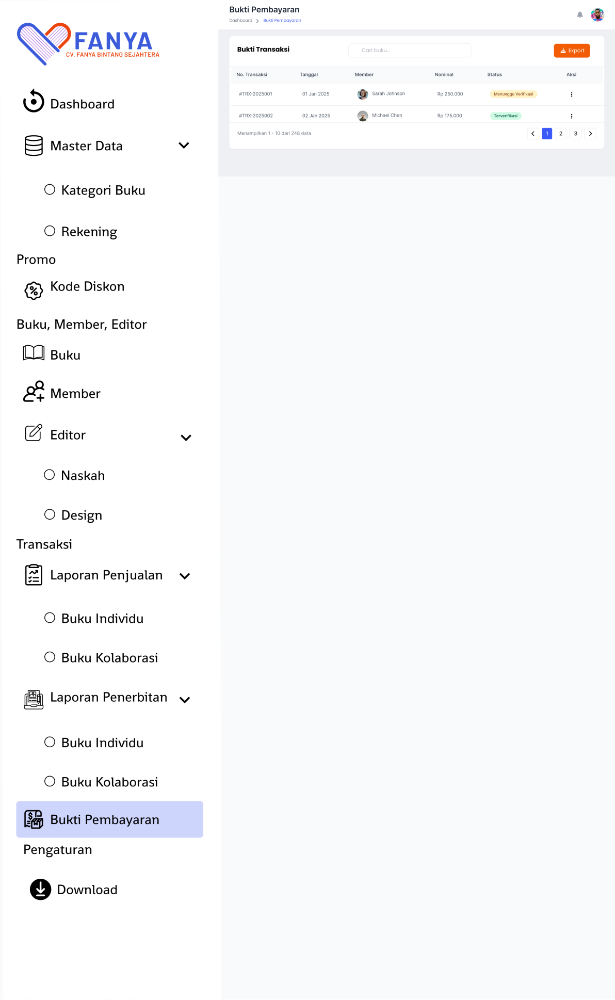 FANYA
CV. FANYA BINTANG SEJAHTERA
Dashboard
Master Data
Kategori Buku
Rekening
Promo
Kode Diskon
Buku, Member, Editor
Buku
Member
Editor
Naskah
Design
Transaksi
Laporan Penjualan
Buku Individu
Buku Kolaborasi
Laporan Penerbitan
Buku Individu
Buku Kolaborasi
Bukti Pembayaran
Pengaturan
Download
Bukti Pembayaran
Dashboard > Bukti Pembayaran
Bukti Transaksi Cari buku... Export
No. Transaksi Tanggal Member Nominal Status Aksi
#TRX-2025001 01 Jan 2025 Sarah Johnson Rp 250.000 Menunggu Verifikasi
#TRX-2025002 02 Jan 2025 Michael Chen Rp 175.000 Terverifikasi
Menampilkan 1 - 10 dari 248 data 1 2 3